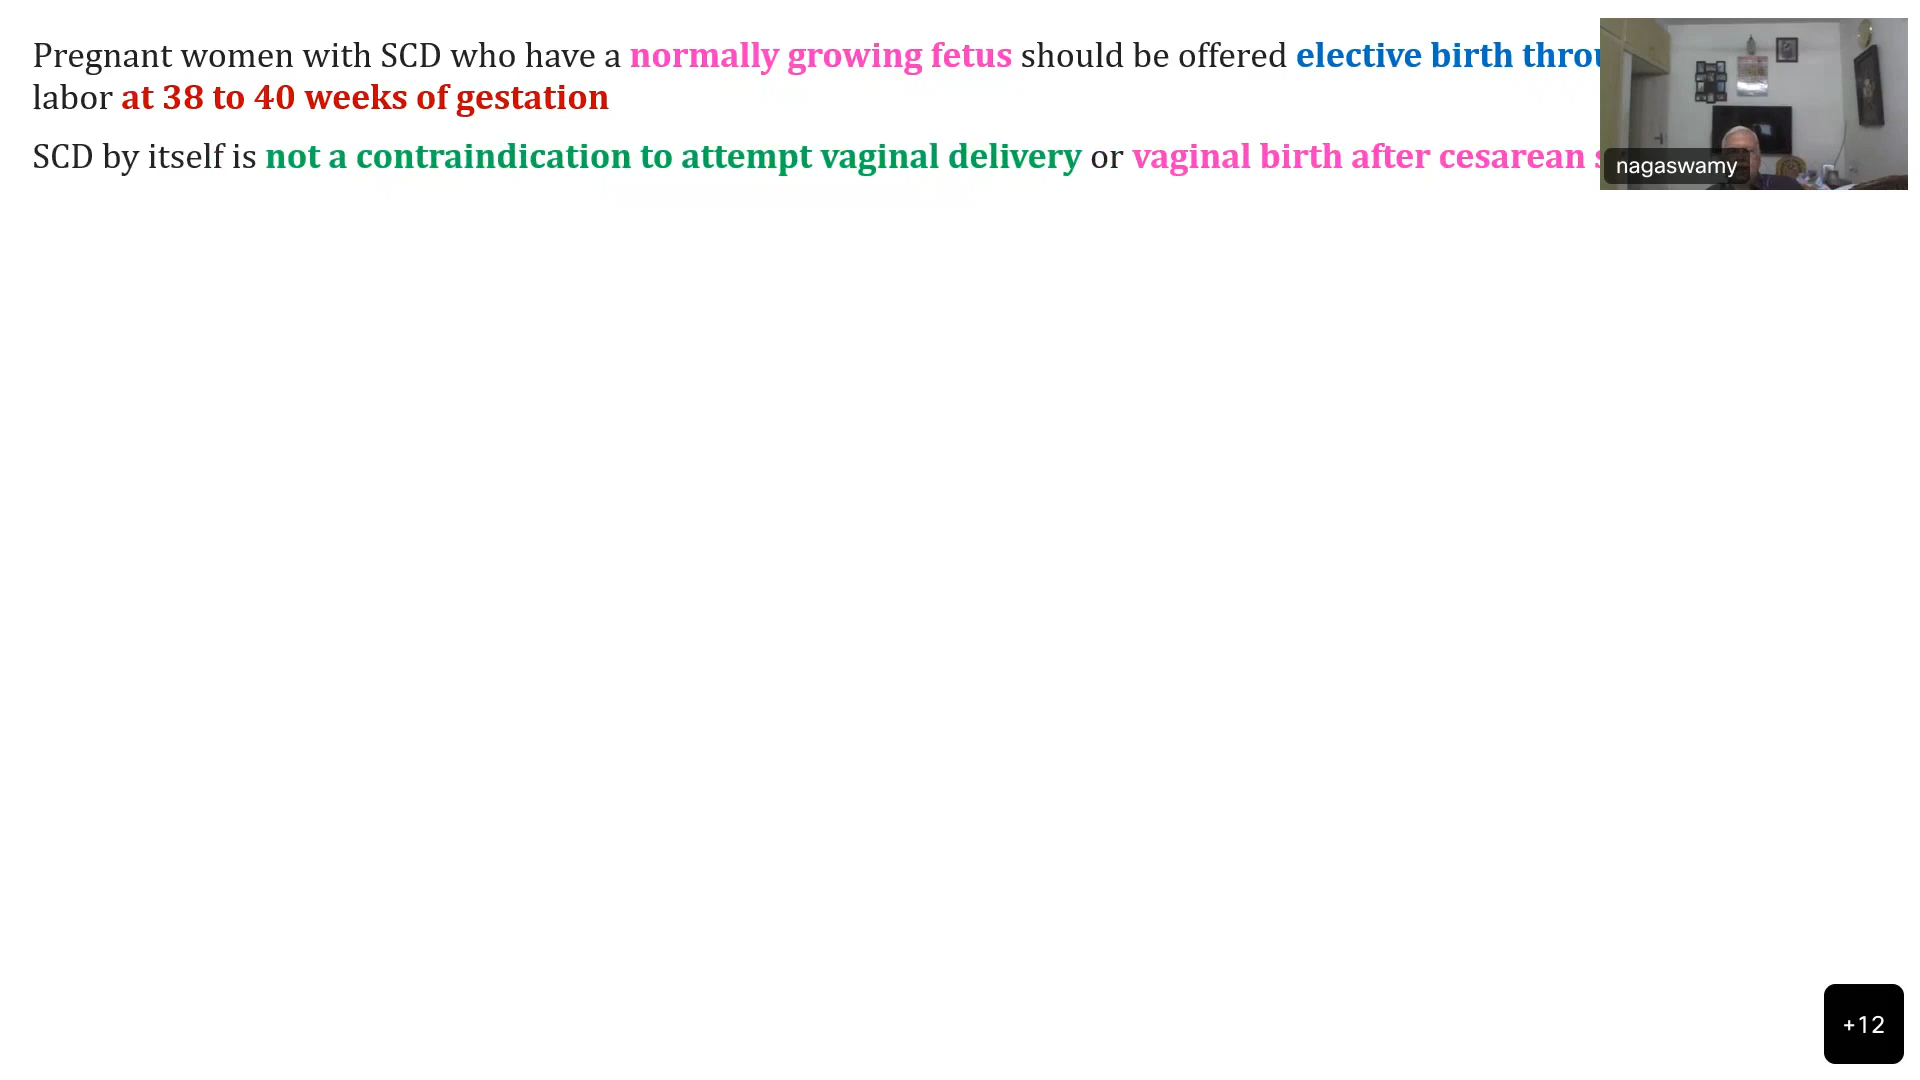 Pregnant women with SCD who have a normally growing fetus should be offered elective birth
labor at 38 to 40 weeks of gestation
SCD by itself is not a contraindication to attempt vaginal delivery or vaginal birth after cesarean
nagaswamy
+12